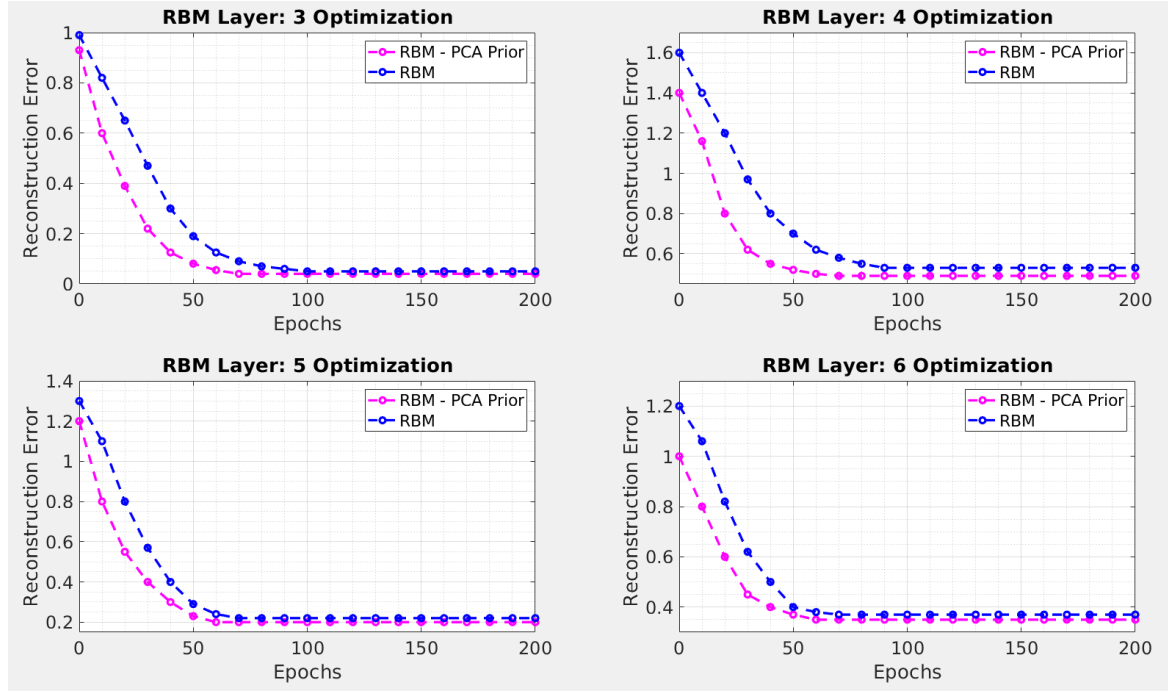 RBM Layer: 3 Optimization
Reconstruction Error
1
0.8
0.6
0.4
0.2
0
0 50 100 150 200
Epochs
RBM - PCA Prior
RBM
RBM Layer: 4 Optimization
Reconstruction Error
1.6
1.4
1.2
1
0.8
0.6
0 50 100 150 200
Epochs
RBM - PCA Prior
RBM
RBM Layer: 5 Optimization
Reconstruction Error
1.4
1.2
1
0.8
0.6
0.4
0.2
0 50 100 150 200
Epochs
RBM - PCA Prior
RBM
RBM Layer: 6 Optimization
Reconstruction Error
1.2
1
0.8
0.6
0.4
0 50 100 150 200
Epochs
RBM - PCA Prior
RBM